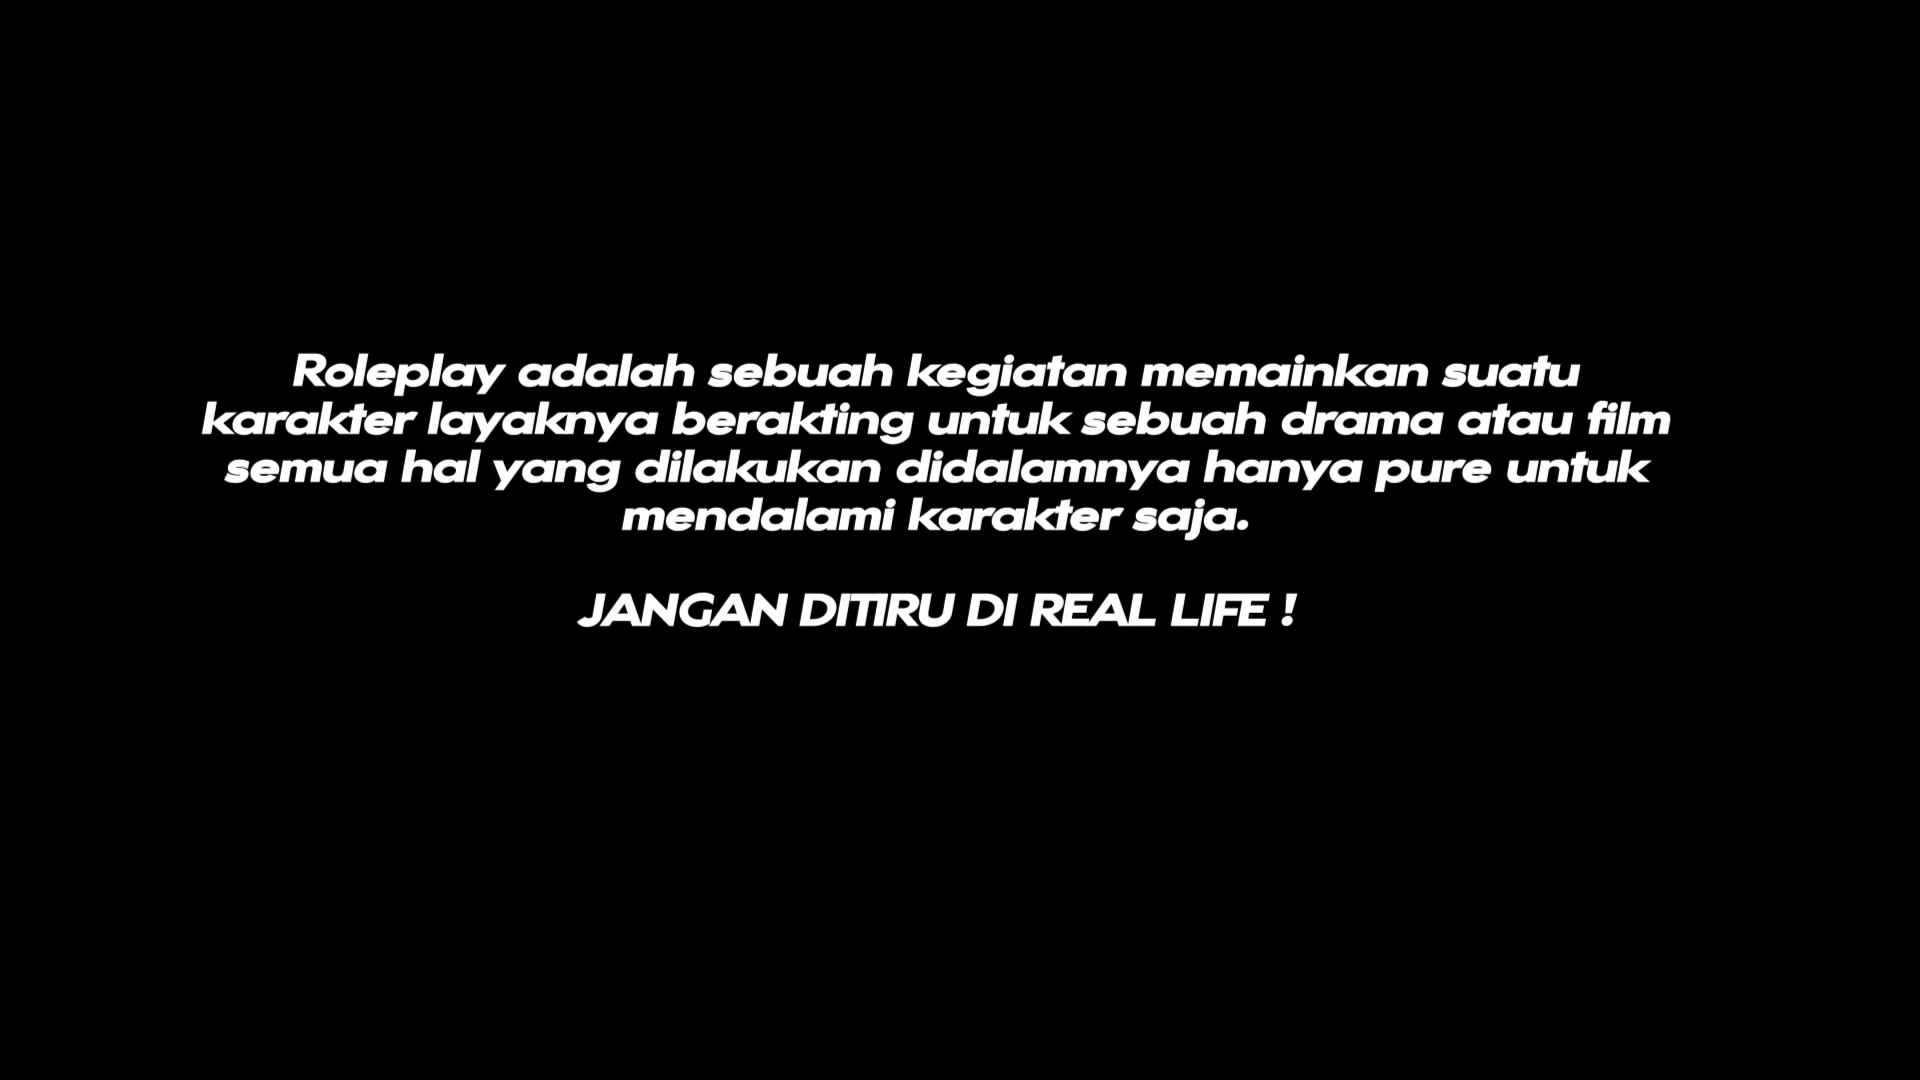 Roleplay adalah sebuah kegiatan memainkan suatu
karakter layaknya berakting untuk sebuah drama atau film
semua hal yang dilakukan didalamnya hanya pure untuk
mendalami karakter saja.
JANGAN DITIRU DI REAL LIFE !